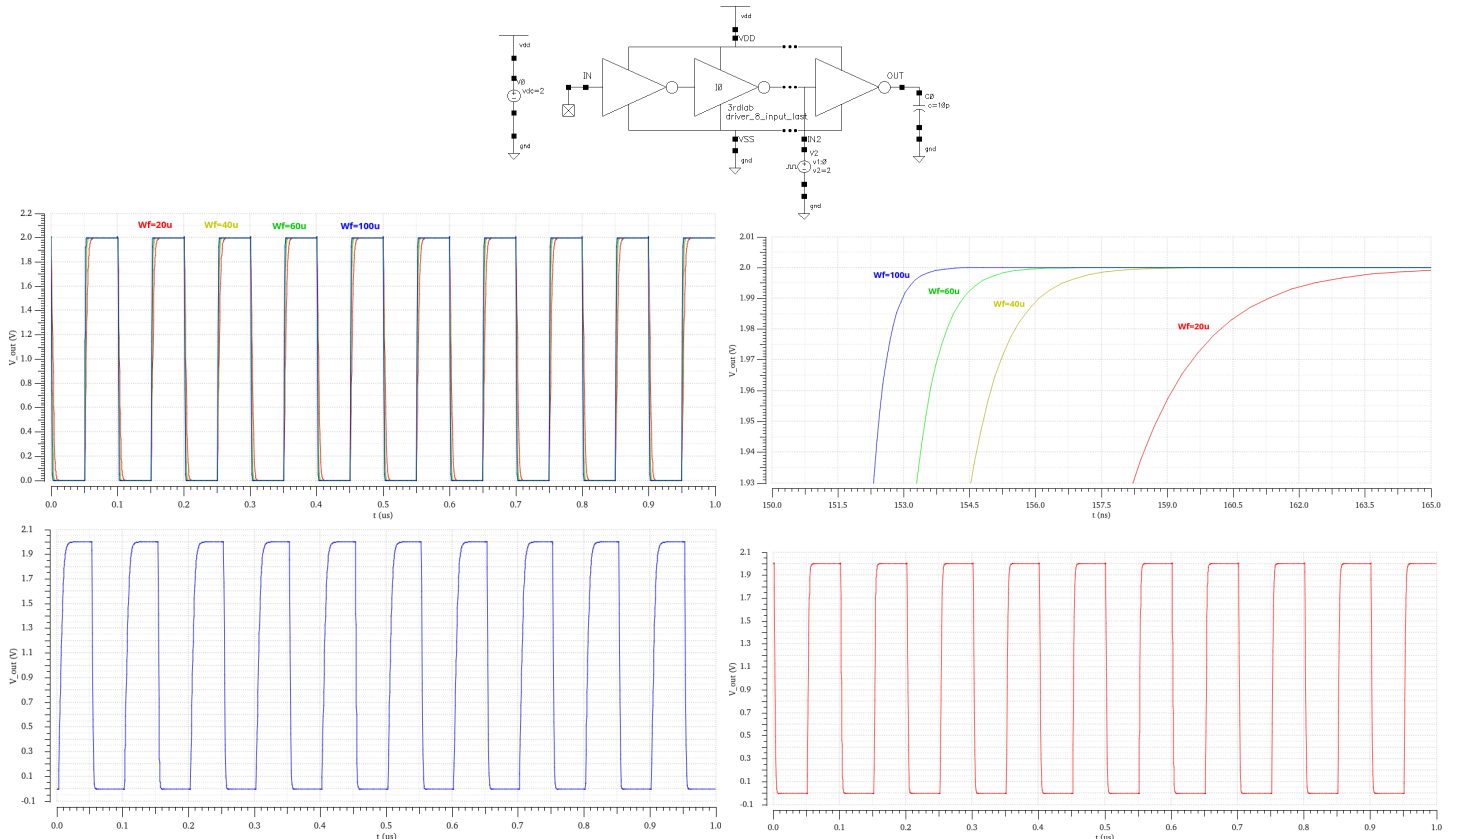 vdd
vdd
VDD
V0
vdc=2
gnd
IN
10
3rdlab
driver_8_input_last
OUT
C0
c=10p
gnd
VSS
gnd
IN2
V2
v1:0
v2=2
gnd
Wf=20u Wf=40u Wf=60u Wf=100u
2.2
2.0
1.8
1.6
1.4
1.2
1.0
0.8
0.6
0.4
0.2
0.0
V_out (V)
0.0 0.1 0.2 0.3 0.4 0.5 0.6 0.7 0.8 0.9 1.0
t (us)
2.01
2.0
1.99
1.98
1.97
1.96
1.95
1.94
1.93
V_out (V)
Wf=100u
Wf=60u
Wf=40u
Wf=20u
150.0 151.5 153.0 154.5 156.0 157.5 159.0 160.5 162.0 163.5 165.0
t (ns)
2.1
1.9
1.7
1.5
1.3
1.1
0.9
0.7
0.5
0.3
0.1
-0.1
V_out (V)
0.0 0.1 0.2 0.3 0.4 0.5 0.6 0.7 0.8 0.9 1.0
t (us)
2.1
1.9
1.7
1.5
1.3
1.1
0.9
0.7
0.5
0.3
0.1
-0.1
V_out (V)
0.0 0.1 0.2 0.3 0.4 0.5 0.6 0.7 0.8 0.9 1.0
t (us)